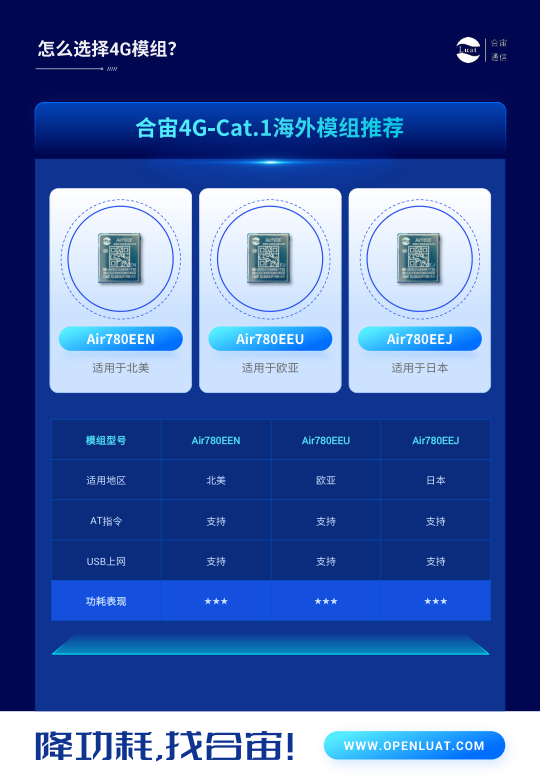 怎么选择4G模组?
Luat
合宙
通信
合宙4G-Cat.1海外模组推荐
Air780EEN
Air780EEU
Air780EEJ
适用于北美
适用于欧亚
适用于日本
模组型号 Air780EEN Air780EEU Air780EEJ
适用地区 北美 欧亚 日本
AT指令 支持 支持 支持
USB上网 支持 支持 支持
功耗表现 ★★★ ★★★ ★★★
降功耗,找合宙!
WWW.OPENLUAT.COM